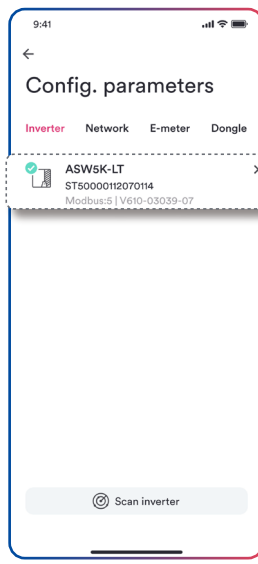 9:41
Config. parameters
Inverter Network E-meter Dongle
ASW5K-LT
ST50000112070114
Modbus:5 | V610-03039-07
Scan inverter